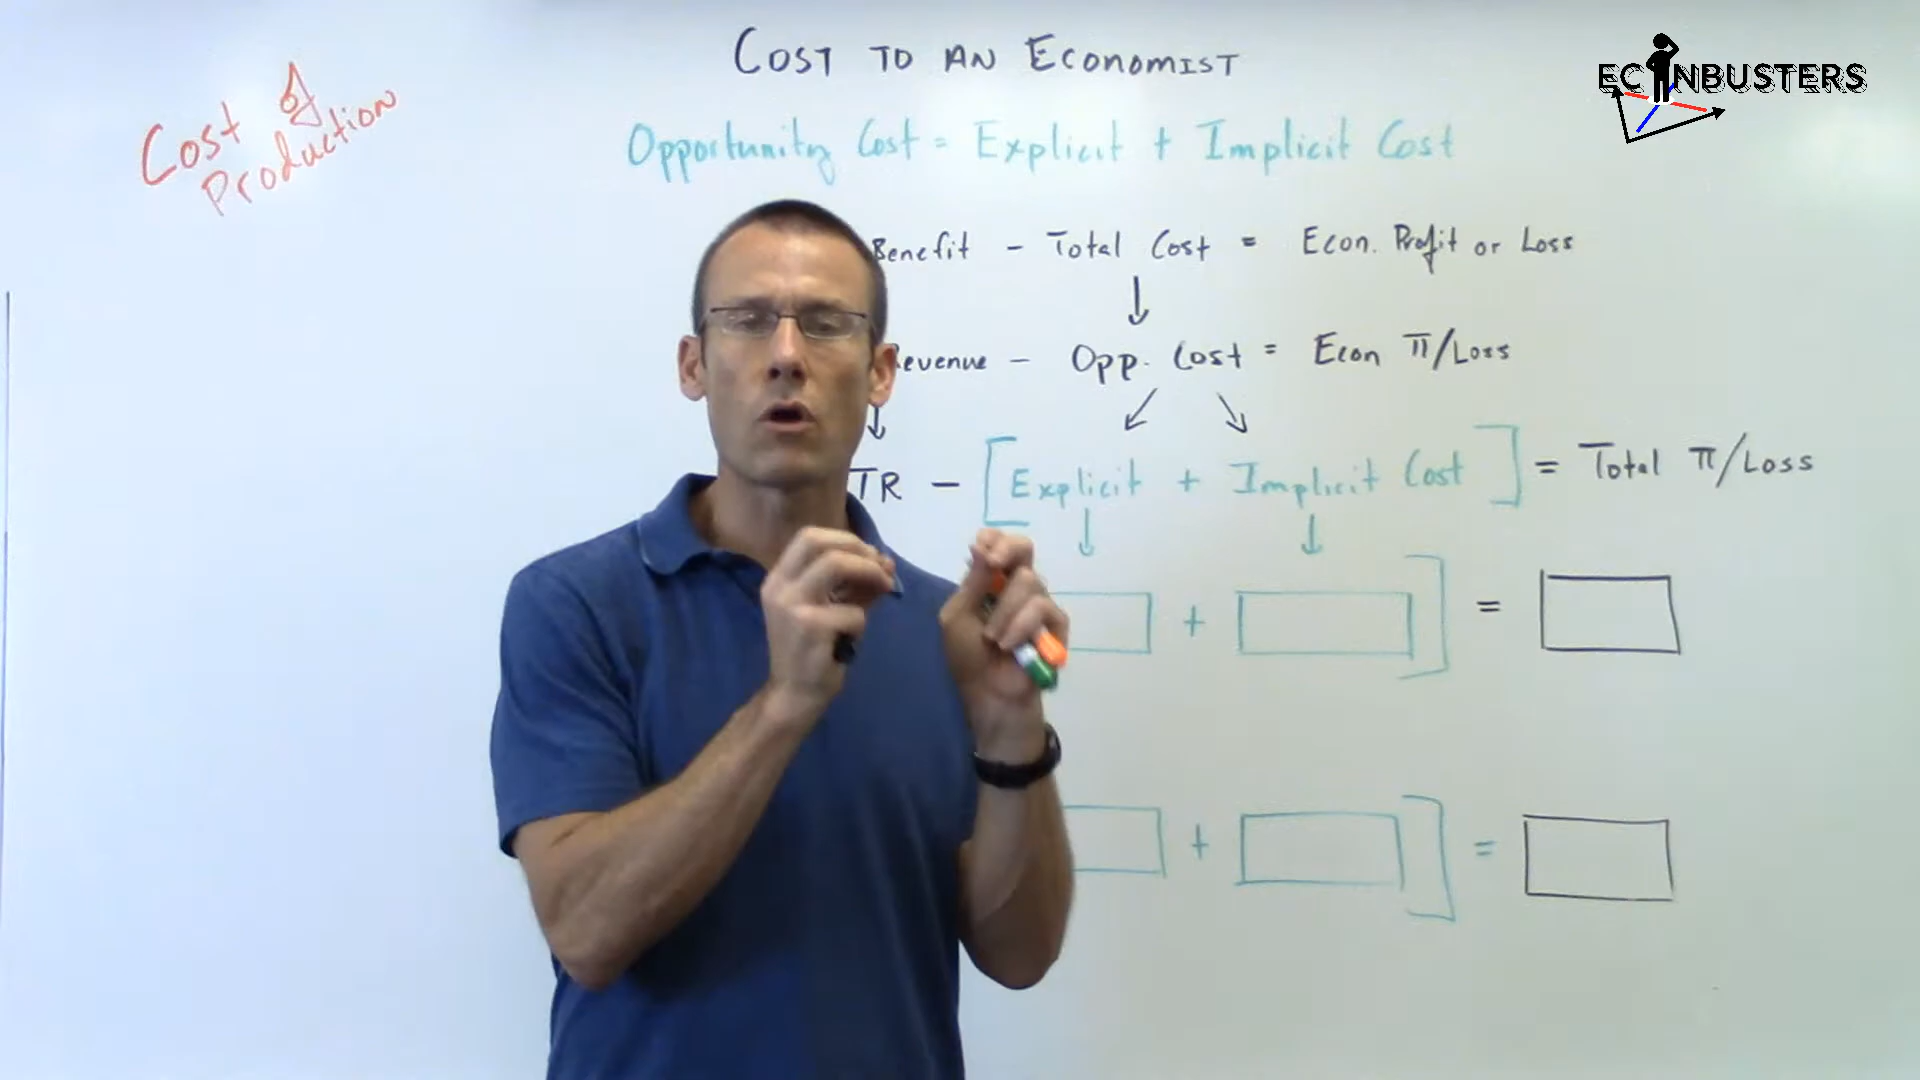 COST TO AN ECONOMIST
ECONBUSTERS
Cost of
Production
Opportunity Cost = Explicit + Implicit Cost
Benefit - Total Cost = Econ. Profit or Loss
Revenue - Opp. Cost = Econ π/Loss
TR - [Explicit + Implicit Cost] = Total π/Loss
+ ] =
+ ] =